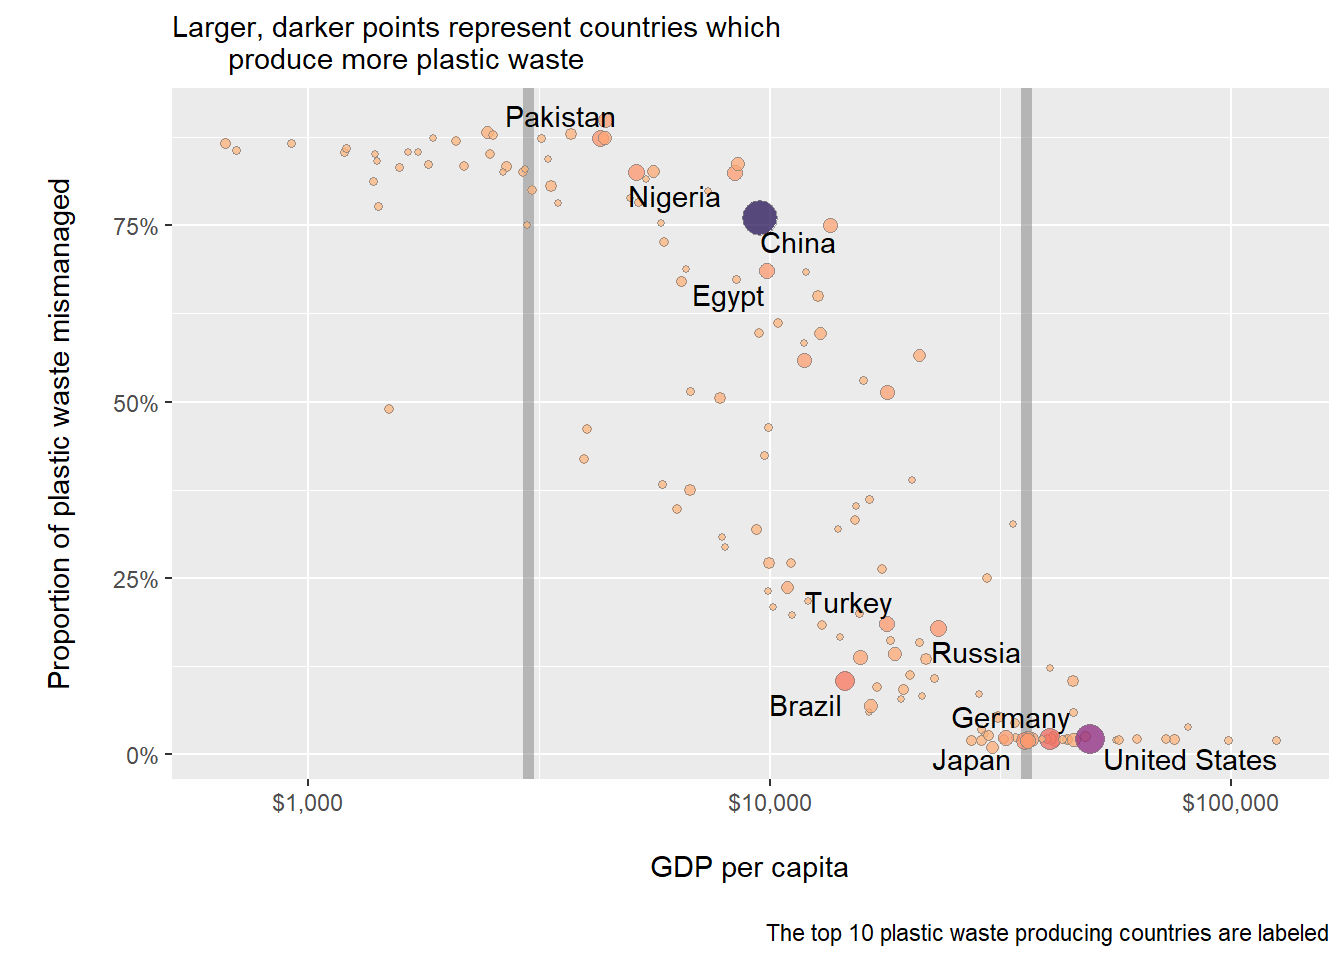 Larger, darker points represent countries which
produce more plastic waste
Proportion of plastic waste mismanaged
75%
50%
25%
0%
Pakistan
Nigeria
China
Egypt
Turkey
Russia
Brazil
Germany
Japan
United States
$1,000
$10,000
$100,000
GDP per capita
The top 10 plastic waste producing countries are labeled